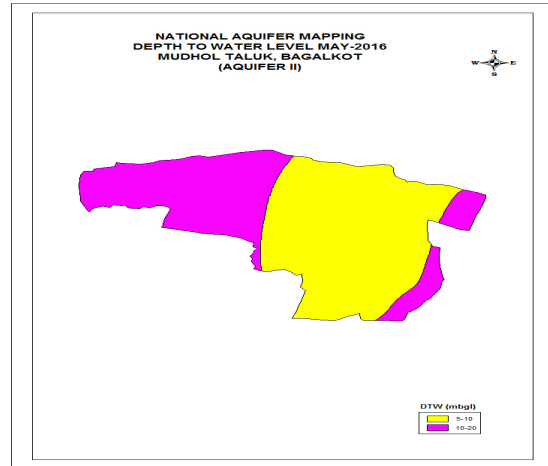 NATIONAL AQUIFER MAPPING
DEPTH TO WATER LEVEL MAY-2016
MUDHOL TALUK, BAGALKOT
(AQUIFER II)
N
W E
S
DTW (mbgl)
5-10
10-20